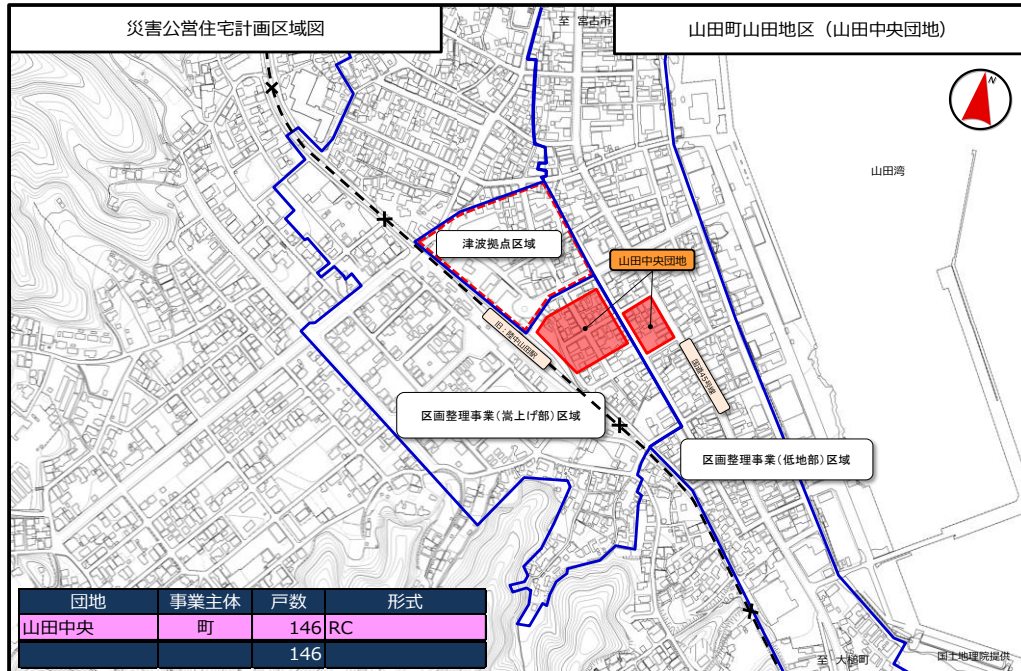 災害公営住宅計画区域図
至 宮古市
山田町山田地区（山田中央団地）
N
山田湾
津波拠点区域
山田中央団地
旧：陸中山田駅
国道45号線
区画整理事業（嵩上げ部）区域
区画整理事業（低地部）区域
団地 事業主体 戸数 形式
山田中央 町 146 RC
146
至 大槌町
国土地理院提供